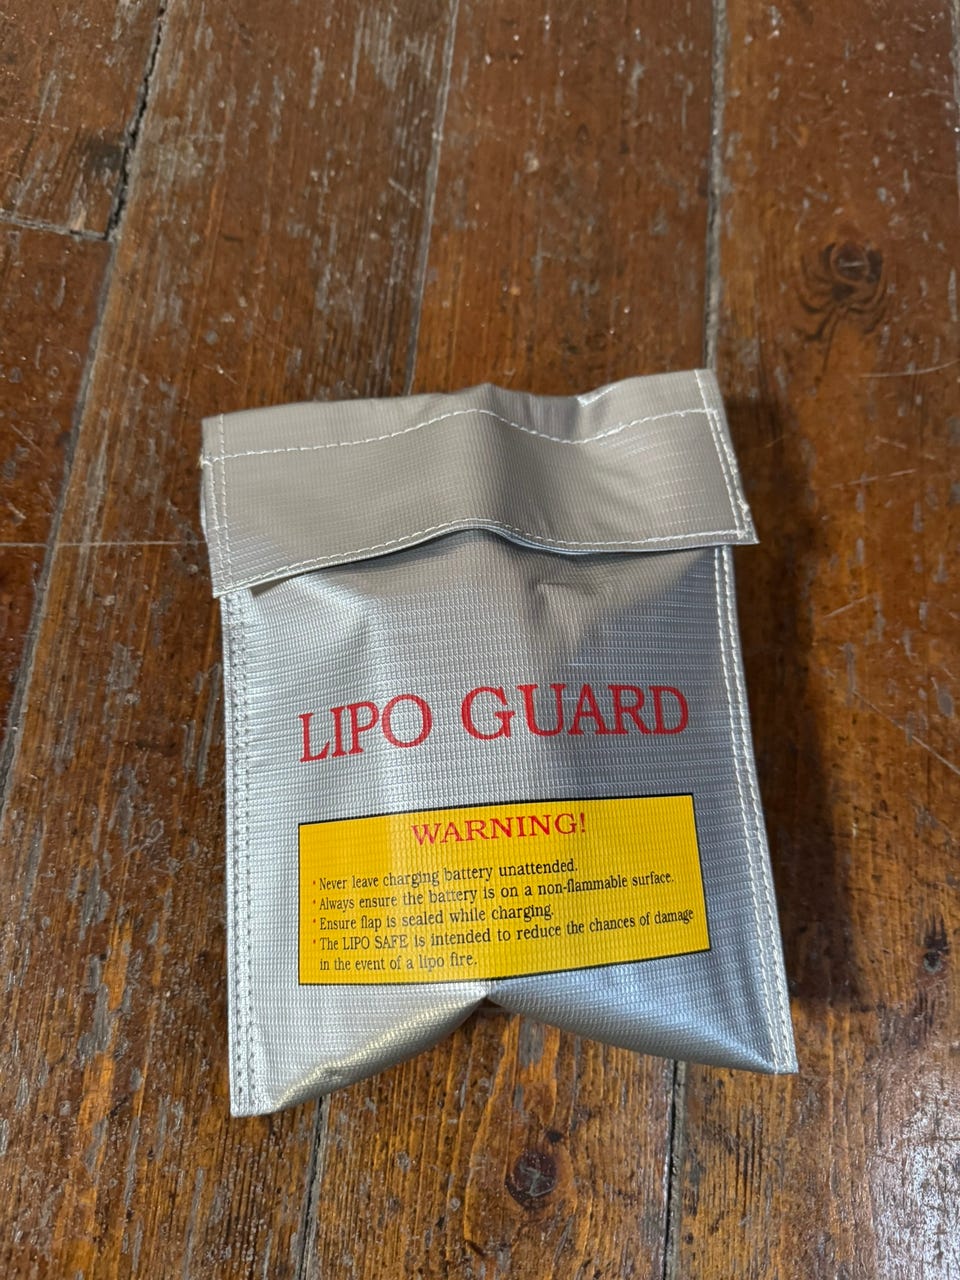 LIPO GUARD
WARNING!
• Never leave charging battery unattended.
• Always ensure the battery is on a non-flammable surface.
• Ensure flap is sealed while charging.
• The LIPO SAFE is intended to reduce the chances of damage
in the event of a lipo fire.